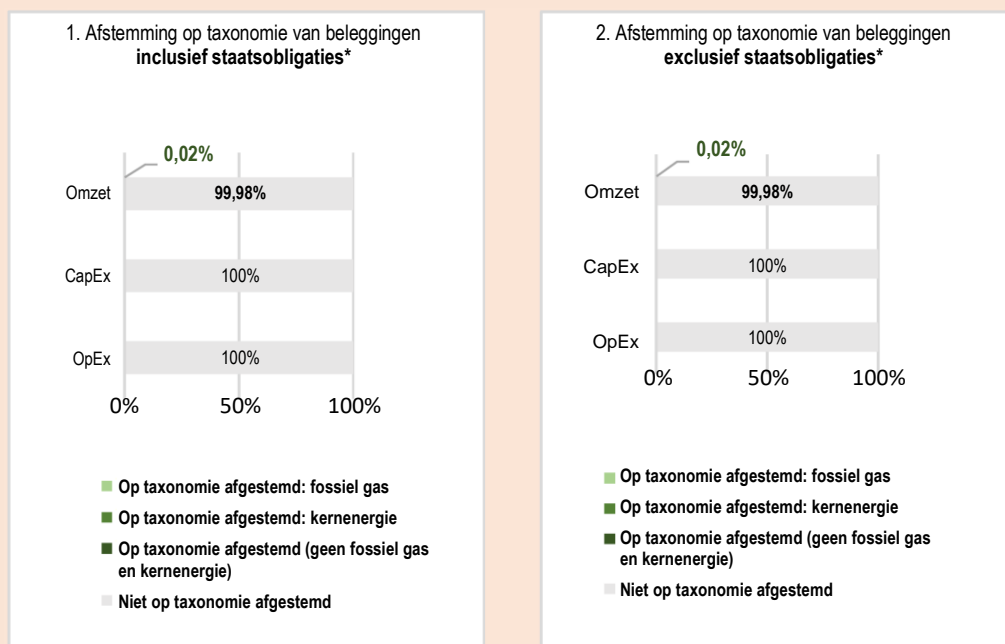 1. Afstemming op taxonomie van beleggingen
inclusief staatsobligaties*
0,02%
Omzet
99,98%
CapEx
100%
OpEx
100%
0%
50%
100%
Op taxonomie afgestemd: fossiel gas
Op taxonomie afgestemd: kernenergie
Op taxonomie afgestemd (geen fossiel gas
en kernenergie)
Niet op taxonomie afgestemd
2. Afstemming op taxonomie van beleggingen
exclusief staatsobligaties*
0,02%
Omzet
99,98%
CapEx
100%
OpEx
100%
0%
50%
100%
Op taxonomie afgestemd: fossiel gas
Op taxonomie afgestemd: kernenergie
Op taxonomie afgestemd (geen fossiel gas
en kernenergie)
Niet op taxonomie afgestemd